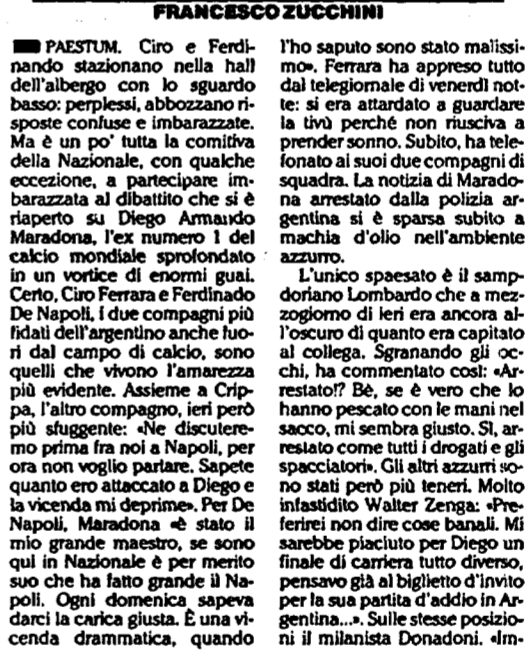 FRANCESCO ZUCCHINI
PAESTUM. Ciro e Ferdi-
nando stazionano nella hall
dell'albergo con lo sguardo
basso: perplessi, abbozzano ri-
sposte confuse e imbarazzate.
Ma è un po' tutta la comitiva
della Nazionale, con qualche
eccezione, a partecipare im-
barazzata al dibattito che si è
riaperto su Diego Armando
Maradona, l'ex numero 1 del
calcio mondiale sprofondato
in un vortice di enormi guai.
Certo, Ciro Ferrara e Ferdinado
De Napoli, i due compagni più
fidati dell'argentino anche fuo-
ri dal campo di calcio, sono
quelli che vivono l'amarezza
più evidente. Assieme a Crip-
pa, l'altro compagno, ieri però
più sfuggente: «Ne discutere-
mo prima fra noi a Napoli, per
ora non voglio parlare. Sapete
quanto ero attaccato a Diego e
la vicenda mi deprime». Per De
Napoli, Maradona «è stato il
mio grande maestro, se sono
qui in Nazionale è per merito
suo che ha fatto grande il Na-
poli. Ogni domenica sapeva
darci la carica giusta. È una vi-
cenda drammatica, quando
l'ho saputo sono stato malissi-
mo». Ferrara ha appreso tutto
dal telegiornale di venerdì not-
te: si era attardato a guardare
la tivù perché non riusciva a
prender sonno. Subito, ha tele-
fonato ai suoi due compagni di
squadra. La notizia di Marado-
na arrestato dalla polizia ar-
gentina si è sparsa subito a
machia d'olio nell'ambiente
azzurro.
L'unico spaesato è il samp-
doriano Lombardo che a mez-
zogiorno di ieri era ancora al-
l'oscuro di quanto era capitato
al collega. Sgranando gli oc-
chi, ha commentato così: «Ar-
restato!? Bè, se è vero che lo
hanno pescato con le mani nel
sacco, mi sembra giusto. Sì, ar-
restato come tutti i drogati e gli
spacciatori». Gli altri azzurri so-
no stati però più teneri. Molto
infastidito Walter Zenga: «Pre-
ferirei non dire cose banali. Mi
sarebbe piaciuto per Diego un
finale di carriera tutto diverso,
pensavo già al biglietto d'invito
per la sua partita d'addio in Ar-
gentina...». Sulle stesse posizio-
ni il milanista Donadoni. «Im-